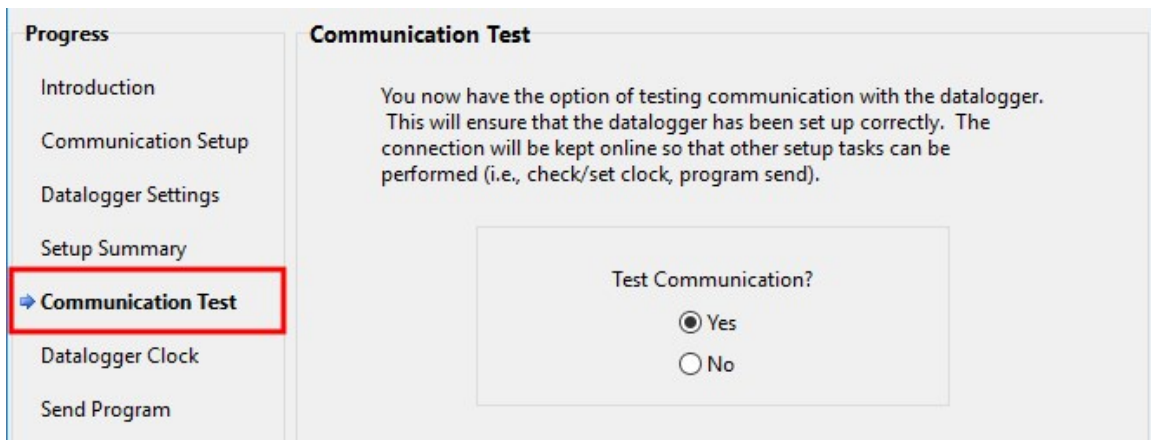 Progress
Introduction
Communication Setup
Datalogger Settings
Setup Summary
Communication Test
Datalogger Clock
Send Program
Communication Test
You now have the option of testing communication with the datalogger.
This will ensure that the datalogger has been set up correctly.  The
connection will be kept online so that other setup tasks can be
performed (i.e., check/set clock, program send).
Test Communication?
Yes
No